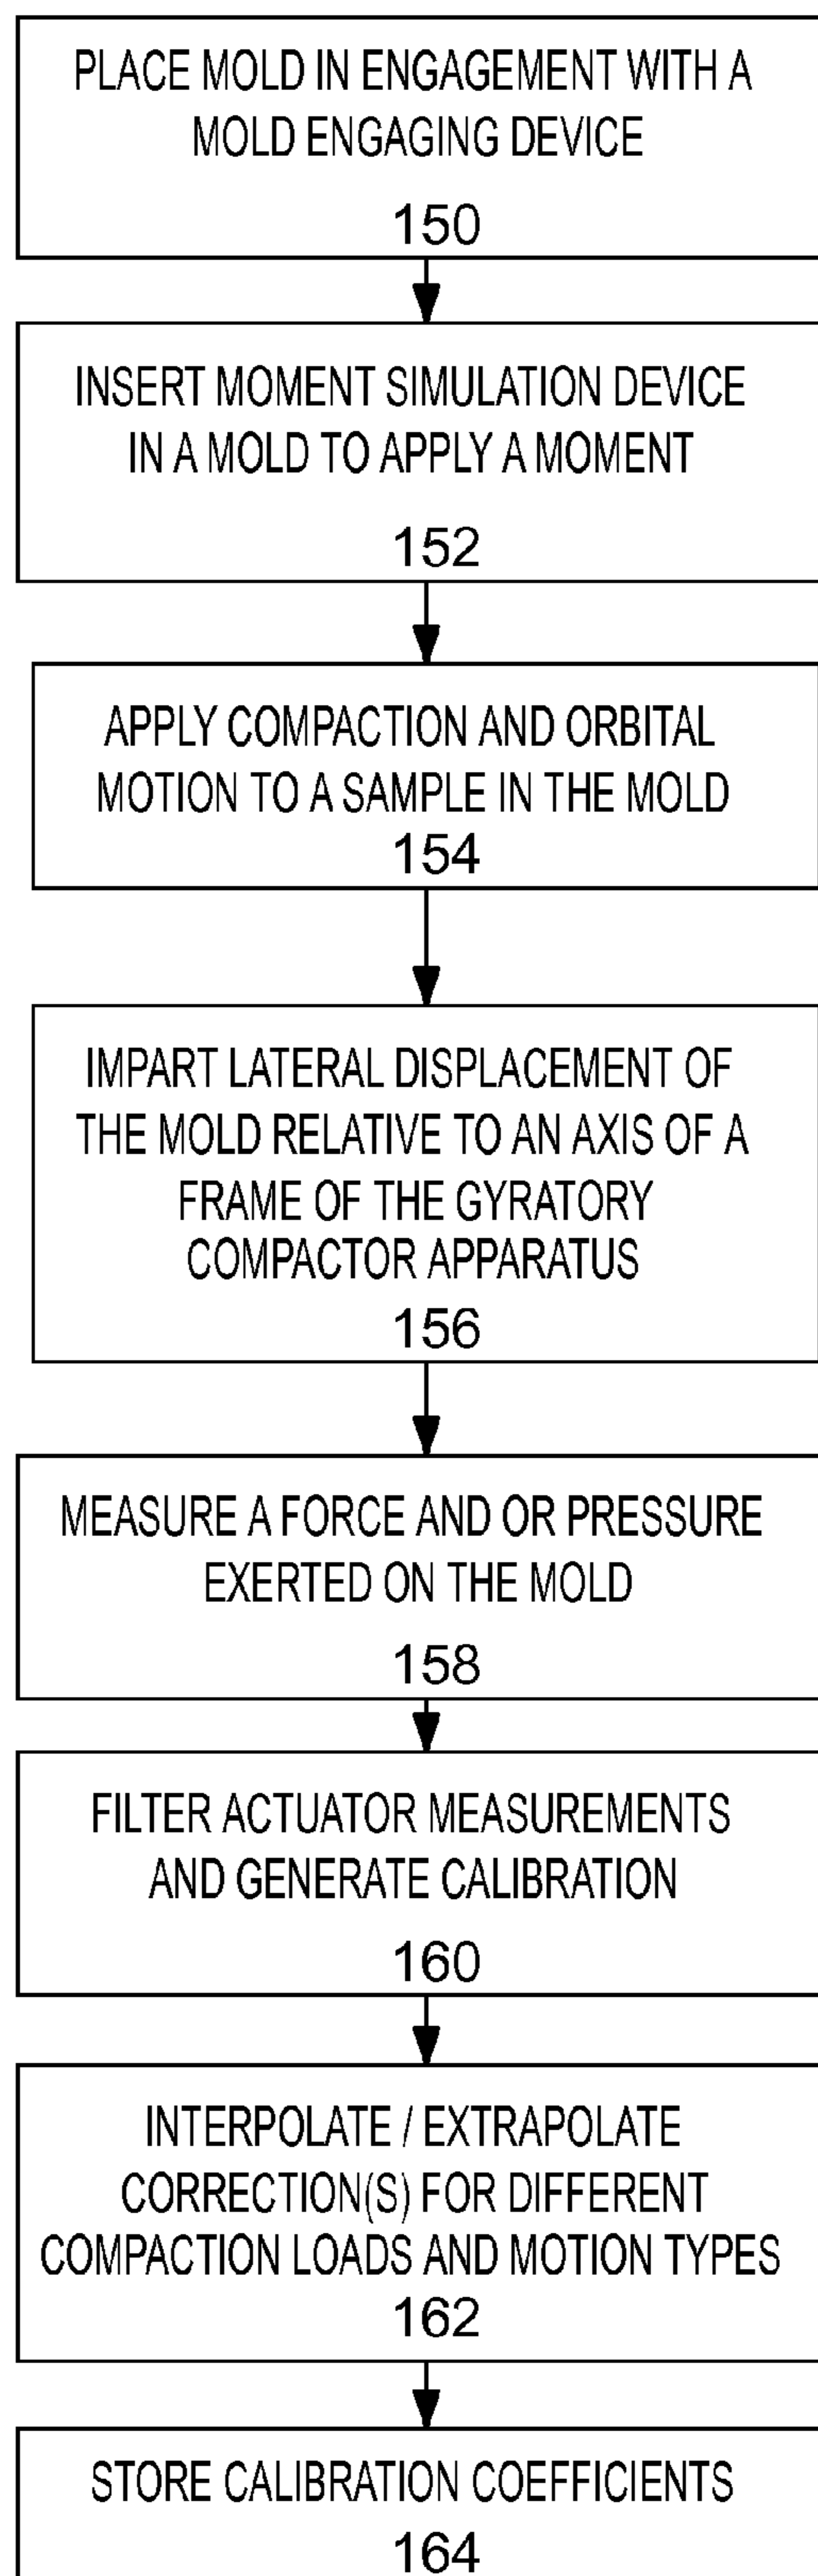 PLACE MOLD IN ENGAGEMENT WITH A
MOLD ENGAGING DEVICE
150
INSERT MOMENT SIMULATION DEVICE
IN A MOLD TO APPLY A MOMENT
152
APPLY COMPACTION AND ORBITAL
MOTION TO A SAMPLE IN THE MOLD
154
IMPART LATERAL DISPLACEMENT OF
THE MOLD RELATIVE TO AN AXIS OF A
FRAME OF THE GYRATORY
COMPACTOR APPARATUS
156
MEASURE A FORCE AND OR PRESSURE
EXERTED ON THE MOLD
158
FILTER ACTUATOR MEASUREMENTS
AND GENERATE CALIBRATION
160
INTERPOLATE / EXTRAPOLATE
CORRECTION(S) FOR DIFFERENT
COMPACTION LOADS AND MOTION TYPES
162
STORE CALIBRATION COEFFICIENTS
164